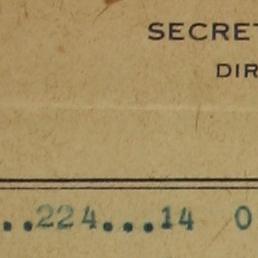 SECRET
DIR
..224...14 0